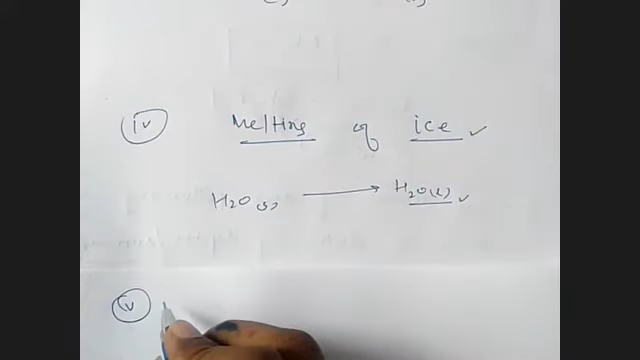 iv Melting of ice ✓
H2O(s) ⟶ H2O(l) ✓
v